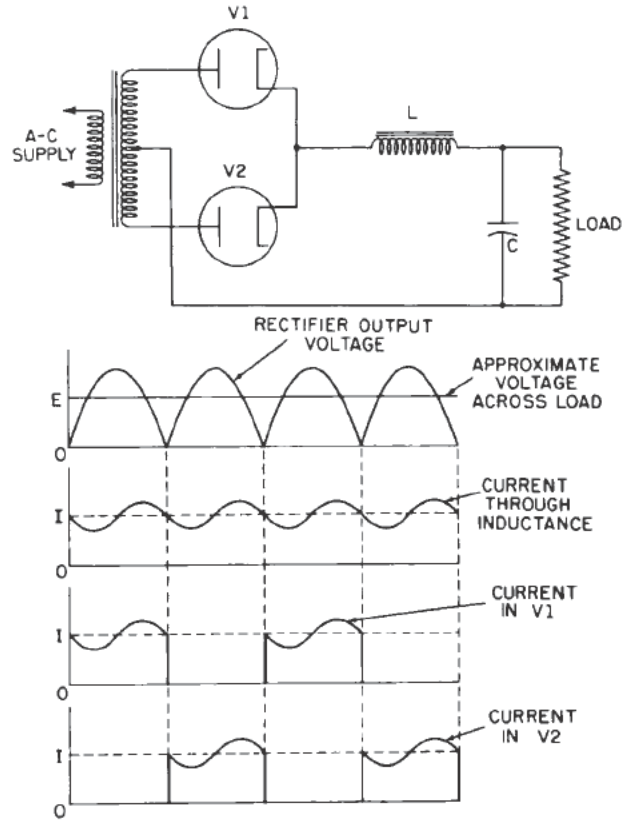 V1
A-C
SUPPLY
L
V2
C
LOAD
RECTIFIER OUTPUT
VOLTAGE
APPROXIMATE
VOLTAGE
ACROSS LOAD
E
O
CURRENT
THROUGH
INDUCTANCE
I
O
CURRENT
IN V1
I
O
CURRENT
IN V2
I
O